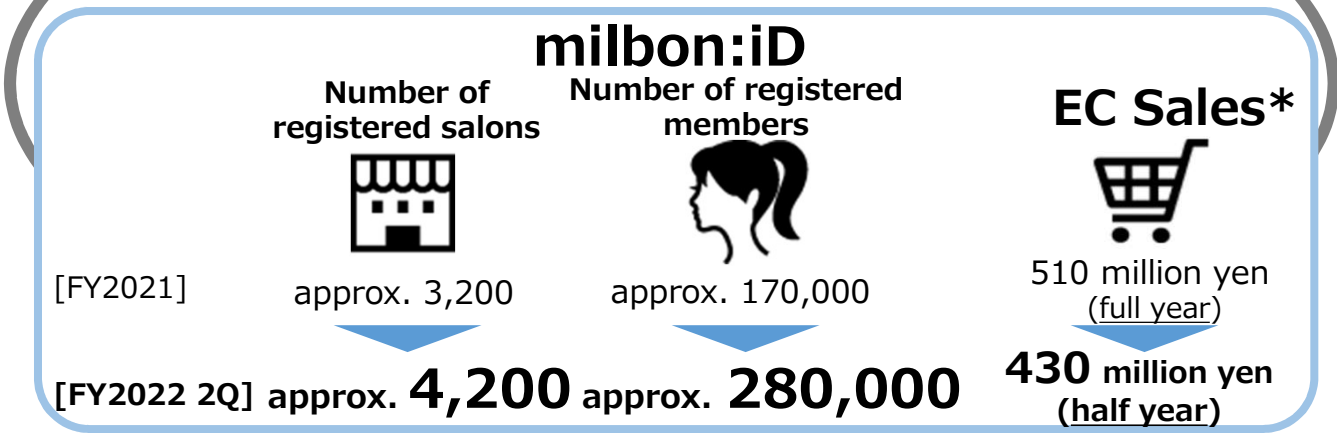 milbon:iD
Number of
registered salons
Number of registered
members
EC Sales*
[FY2021]
approx. 3,200
approx. 170,000
510 million yen
(full year)
[FY2022 2Q]
approx. 4,200
approx. 280,000
430 million yen
(half year)